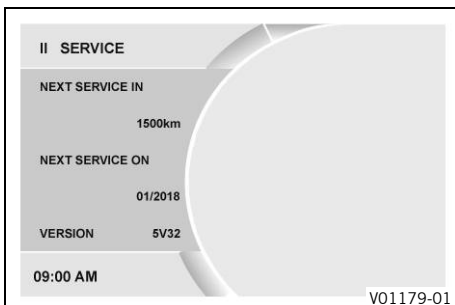 II SERVICE
NEXT SERVICE IN
1500km
NEXT SERVICE ON
01/2018
VERSION 5V32
09:00 AM
V01179-01